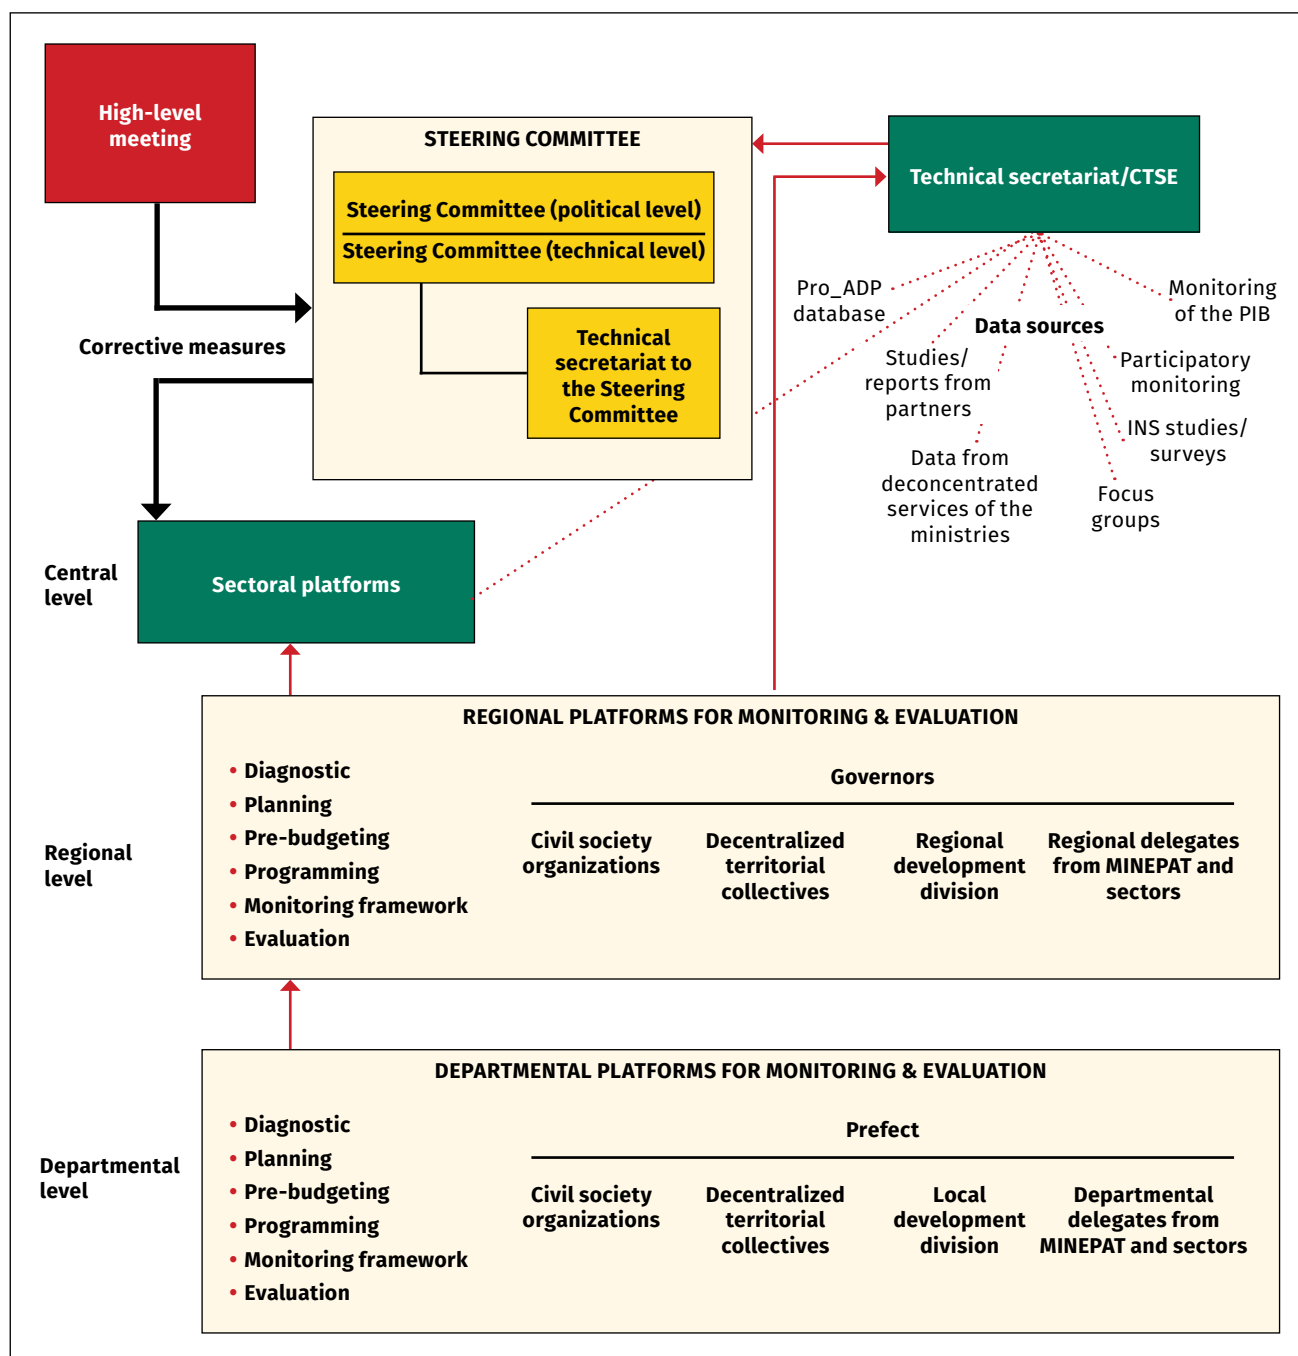 High-level
meeting
STEERING COMMITTEE
Steering Committee (political level)
Steering Committee (technical level)
Technical
secretariat to
the Steering
Committee
Technical secretariat/CTSE
Corrective measures
Pro_ADP
database
Data sources
Monitoring
of the PIB
Studies/
reports from
partners
Participatory
monitoring
Data from
deconcentrated
services of the
ministries
INS studies/
surveys
Focus
groups
Central
level
Sectoral platforms
Regional
level
REGIONAL PLATFORMS FOR MONITORING & EVALUATION
• Diagnostic
• Planning
• Pre-budgeting
• Programming
• Monitoring framework
• Evaluation
Governors
Civil society
organizations
Decentralized
territorial
collectives
Regional
development
division
Regional delegates
from MINEPAT and
sectors
Departmental
level
DEPARTMENTAL PLATFORMS FOR MONITORING & EVALUATION
• Diagnostic
• Planning
• Pre-budgeting
• Programming
• Monitoring framework
• Evaluation
Prefect
Civil society
organizations
Decentralized
territorial
collectives
Local
development
division
Departmental
delegates from
MINEPAT and sectors